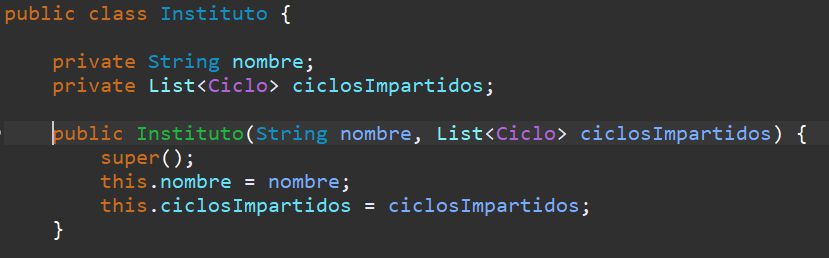 public class Instituto {
private String nombre;
private List<Ciclo> ciclosImpartidos;
public Instituto(String nombre, List<Ciclo> ciclosImpartidos) {
super();
this.nombre = nombre;
this.ciclosImpartidos = ciclosImpartidos;
}